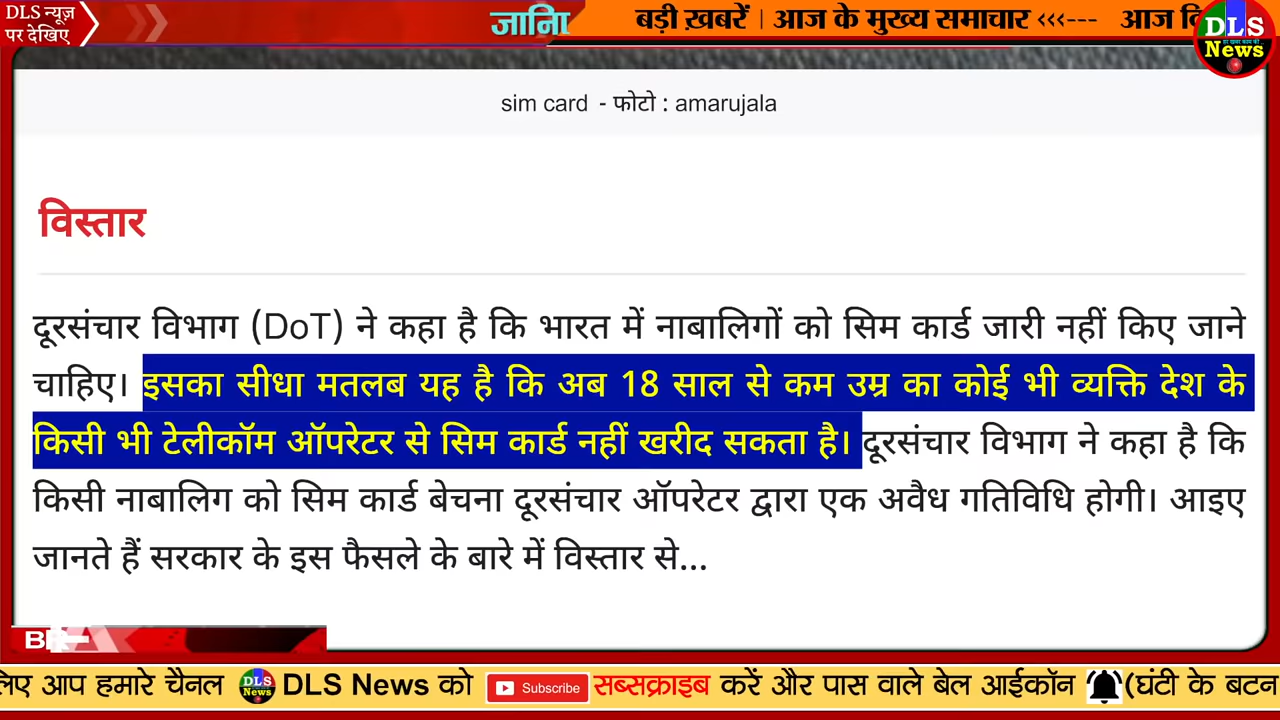 DLS न्यूज़
पर देखिए
बड़ी ख़बरें | आज के मुख्य समाचार ‹‹‹--- आज
DLS
News
sim card - फोटो : amarujala
विस्तार
दूरसंचार विभाग (DoT) ने कहा है कि भारत में नाबालिगों को सिम कार्ड जारी नहीं किए जाने
चाहिए। इसका सीधा मतलब यह है कि अब 18 साल से कम उम्र का कोई भी व्यक्ति देश के
किसी भी टेलीकॉम ऑपरेटर से सिम कार्ड नहीं खरीद सकता है। दूरसंचार विभाग ने कहा है कि
किसी नाबालिग को सिम कार्ड बेचना दूरसंचार ऑपरेटर द्वारा एक अवैध गतिविधि होगी। आइए
जानते हैं सरकार के इस फैसले के बारे में विस्तार से...
आप हमारे चैनल DLS News DLS News को Subscribe सब्सक्राइब करें और पास वाले बेल आईकॉन (घंटी के बटन